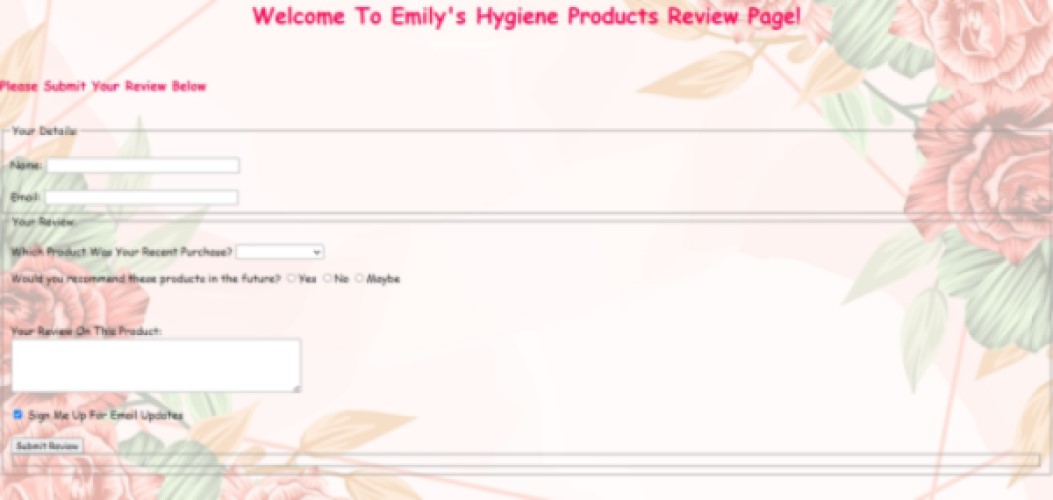 Welcome To Emily's Hygiene Products Review Page!
Please Submit Your Review Below
Your Details:
Name:
Email:
Your Review:
Which Product Was Your Recent Purchase?
Would you recommend these products in the future? Yes No Maybe
Your Review On This Product:
Sign Me Up For Email Updates
Submit Review